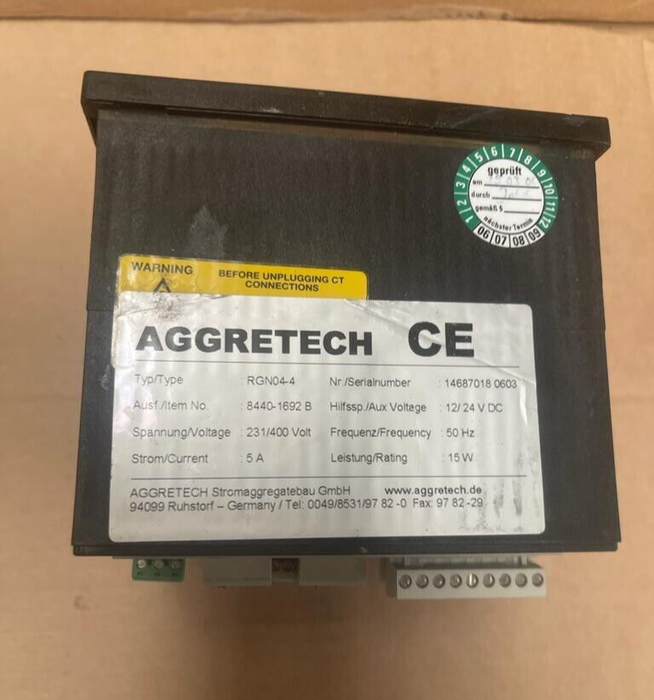 1 2 3 4 5 6 7 8 9 10 11 12
geprüft
am
durch
gemäß §
nächster Termin
06 07 08 09
WARNING
BEFORE UNPLUGGING CT
CONNECTIONS
AGGRETECH CE
Typ/Type : RGN04-4 Nr./Serialnumber : 14687018 0603
Ausf./Item No. : 8440-1692 B Hilfssp./Aux Voltage : 12/ 24 V DC
Spannung/Voltage : 231/400 Volt Frequenz/Frequency : 50 Hz
Strom/Current : 5 A Leistung/Rating : 15 W
AGGRETECH Stromaggregatebau GmbH www.aggretech.de
94099 Ruhstorf – Germany / Tel: 0049/8531/97 82 -0 Fax: 97 82 -29